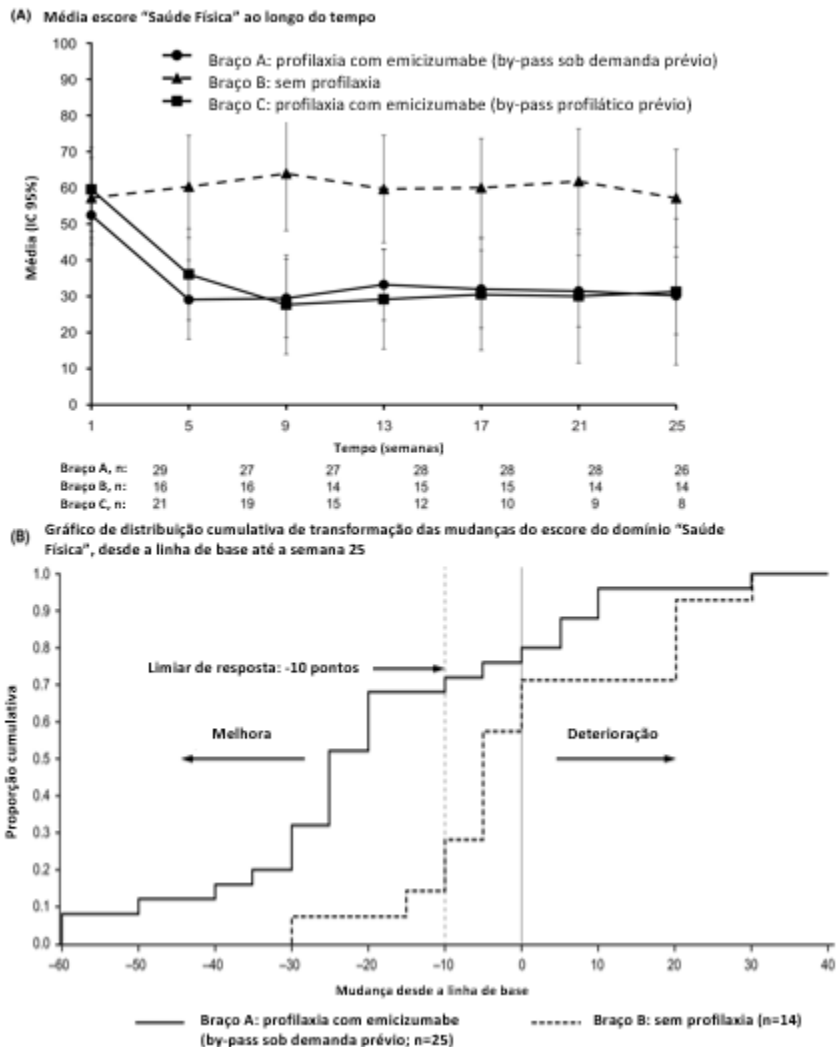 (A) Média escore “Saúde Física” ao longo do tempo
100
90
80
70
60
50
40
30
20
10
0
Média (IC 95%)
Braço A: profilaxia com emicizumabe (by-pass sob demanda prévio)
Braço B: sem profilaxia
Braço C: profilaxia com emicizumabe (by-pass profilático prévio)
1 5 9 13 17 21 25
Tempo (semanas)
Braço A, n: 29 27 27 28 28 28 26
Braço B, n: 16 16 14 15 15 14 14
Braço C, n: 21 19 15 12 10 9 8
(B) Gráfico de distribuição cumulativa de transformação das mudanças do escore do domínio “Saúde
Física”, desde a linha de base até a semana 25
1.0
0.9
0.8
0.7
0.6
0.5
0.4
0.3
0.2
0.1
0.0
Proporção cumulativa
Limiar de resposta: -10 pontos
Melhora
Deterioração
–60 –50 –40 –30 –20 –10 0 10 20 30 40
Mudança desde a linha de base
Braço A: profilaxia com emicizumabe
(by-pass sob demanda prévio; n=25)
Braço B: sem profilaxia (n=14)